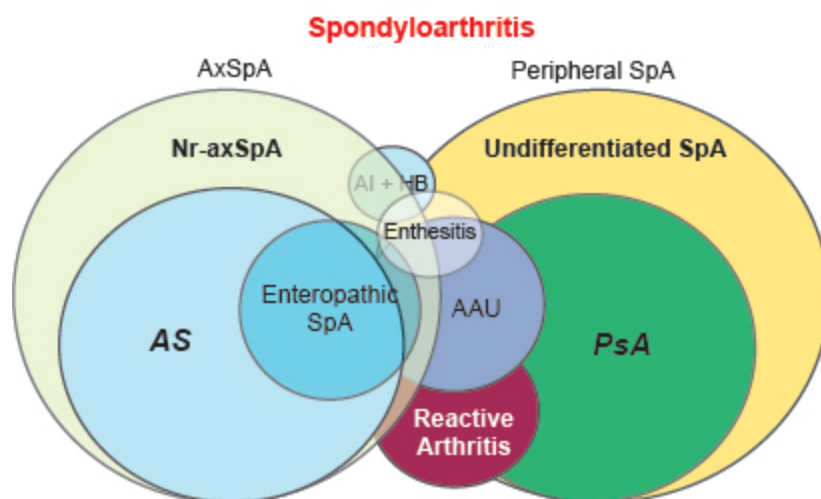 Spondyloarthritis
AxSpA
Peripheral SpA
Nr-axSpA
Undifferentiated SpA
AI + HB
Enthesitis
Enteropathic
SpA
AAU
AS
PsA
Reactive
Arthritis